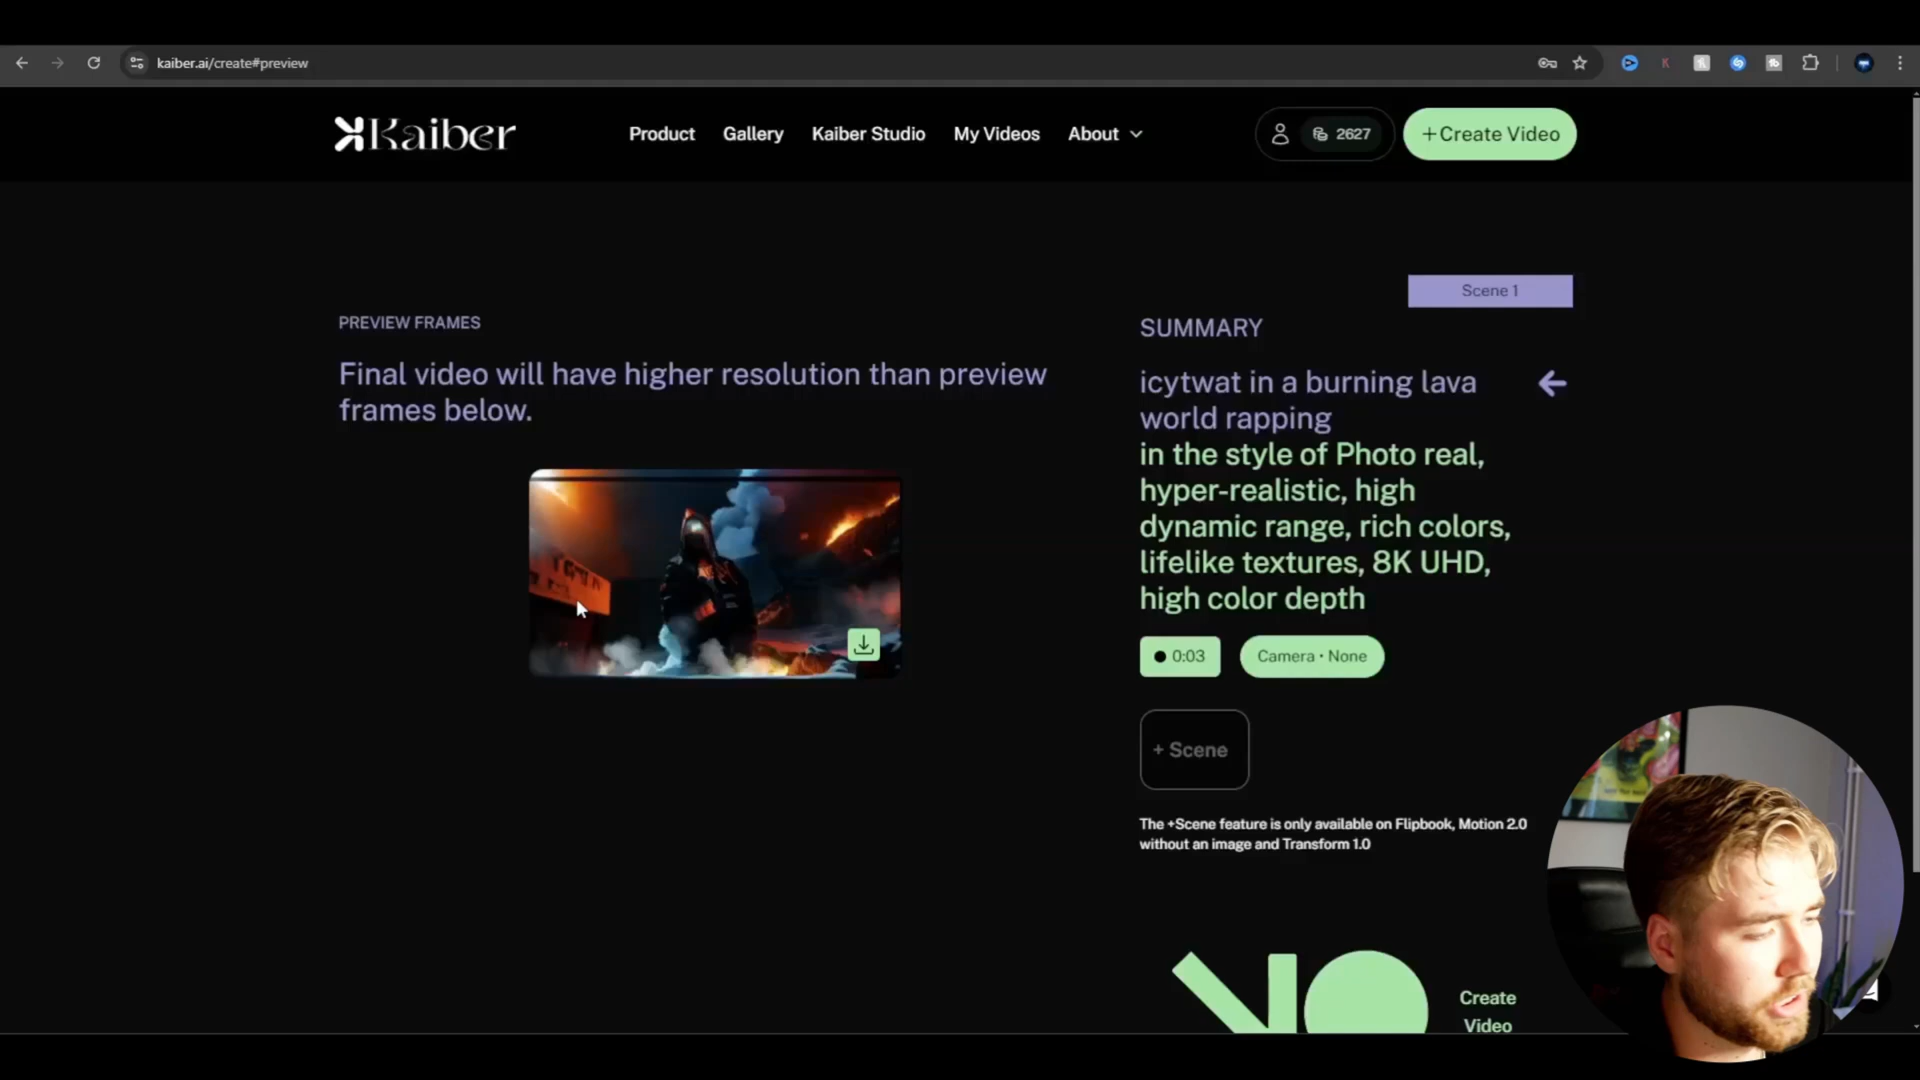 kaiber.ai/create#preview
Kaiber
Product
Gallery
Kaiber Studio
My Videos
About
2627
+Create Video
Scene 1
PREVIEW FRAMES
Final video will have higher resolution than preview
frames below.
SUMMARY
icytwat in a burning lava
world rapping
in the style of Photo real,
hyper-realistic, high
dynamic range, rich colors,
lifelike textures, 8K UHD,
high color depth
0:03
Camera • None
+ Scene
The +Scene feature is only available on Flipbook, Motion 2.0
without an image and Transform 1.0
Create
Video